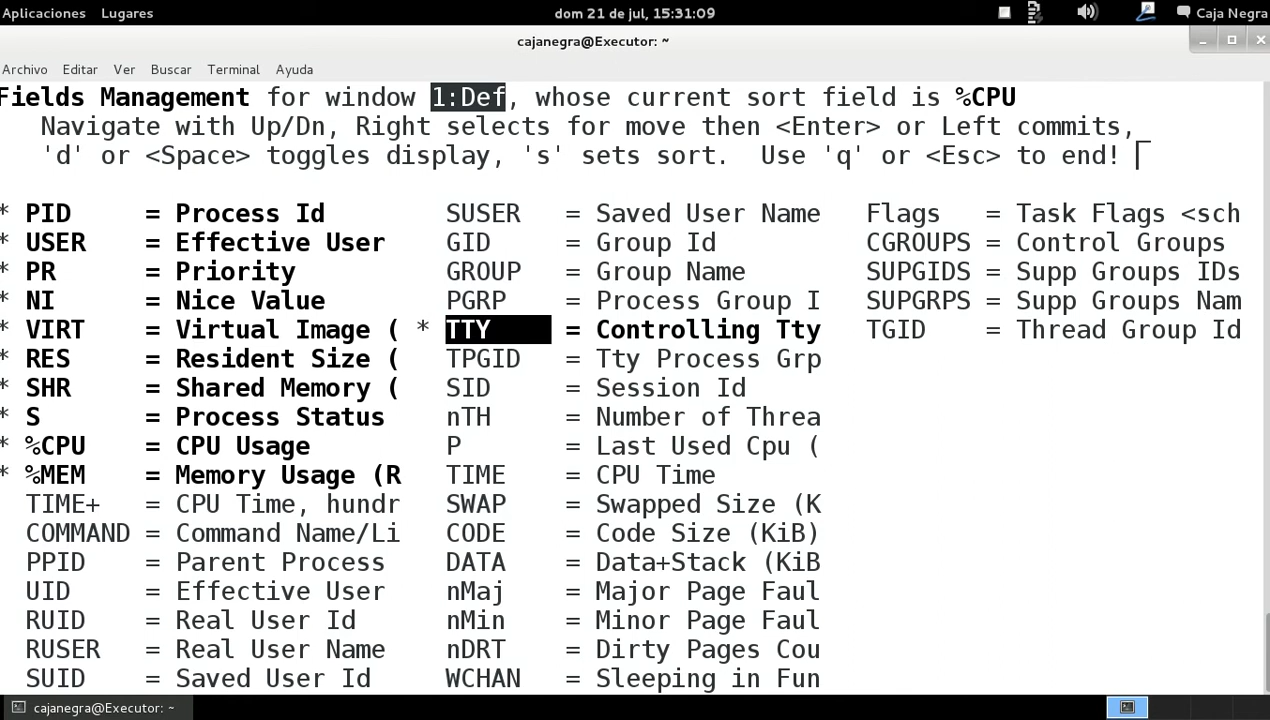 Aplicaciones Lugares dom 21 de jul, 15:31:09 Caja Negra
cajanegra@Executor: ~
Archivo Editar Ver Buscar Terminal Ayuda
Fields Management for window 1:Def, whose current sort field is %CPU
Navigate with Up/Dn, Right selects for move then <Enter> or Left commits,
'd' or <Space> toggles display, 's' sets sort. Use 'q' or <Esc> to end!
* PID = Process Id SUSER = Saved User Name Flags = Task Flags <sch
* USER = Effective User GID = Group Id CGROUPS = Control Groups
* PR = Priority GROUP = Group Name SUPGIDS = Supp Groups IDs
* NI = Nice Value PGRP = Process Group I SUPGRPS = Supp Groups Nam
* VIRT = Virtual Image ( * TTY = Controlling Tty TGID = Thread Group Id
* RES = Resident Size ( TPGID = Tty Process Grp
* SHR = Shared Memory ( SID = Session Id
* S = Process Status nTH = Number of Threa
* %CPU = CPU Usage P = Last Used Cpu (
* %MEM = Memory Usage (R TIME = CPU Time
TIME+ = CPU Time, hundr SWAP = Swapped Size (K
COMMAND = Command Name/Li CODE = Code Size (KiB)
PPID = Parent Process DATA = Data+Stack (KiB
UID = Effective User nMaj = Major Page Faul
RUID = Real User Id nMin = Minor Page Faul
RUSER = Real User Name nDRT = Dirty Pages Cou
SUID = Saved User Id WCHAN = Sleeping in Fun
cajanegra@Executor: ~